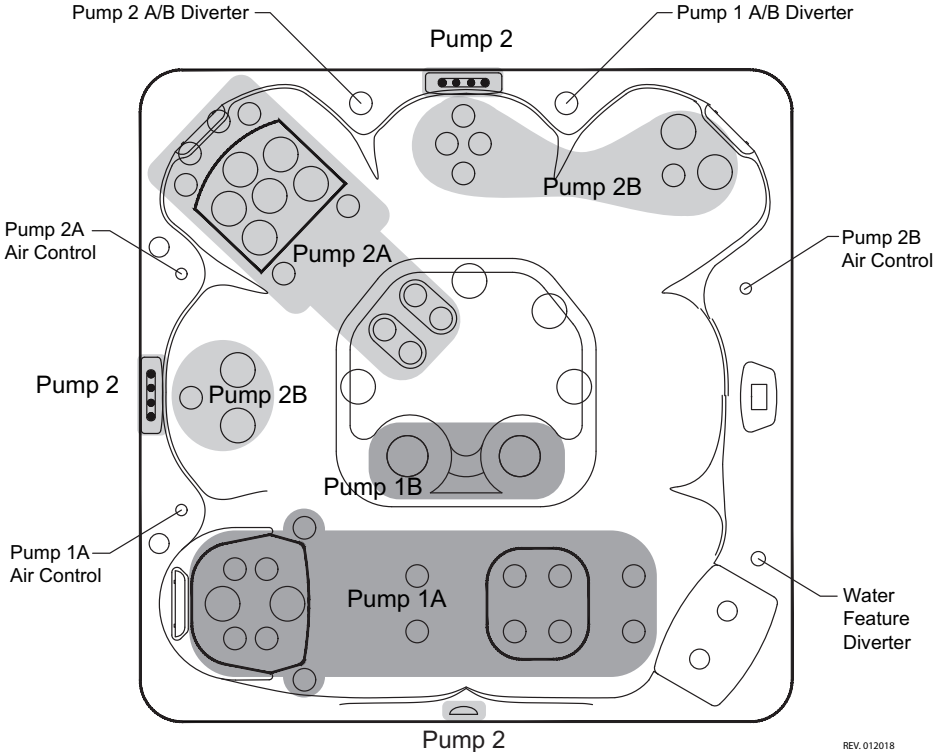 Pump 2 A/B Diverter
Pump 1 A/B Diverter
Pump 2
Pump 2B
Pump 2A
Air Control
Pump 2A
Pump 2B
Air Control
Pump 2
Pump 2B
Pump 1B
Pump 1A
Air Control
Pump 1A
Water
Feature
Diverter
Pump 2
REV. 012018